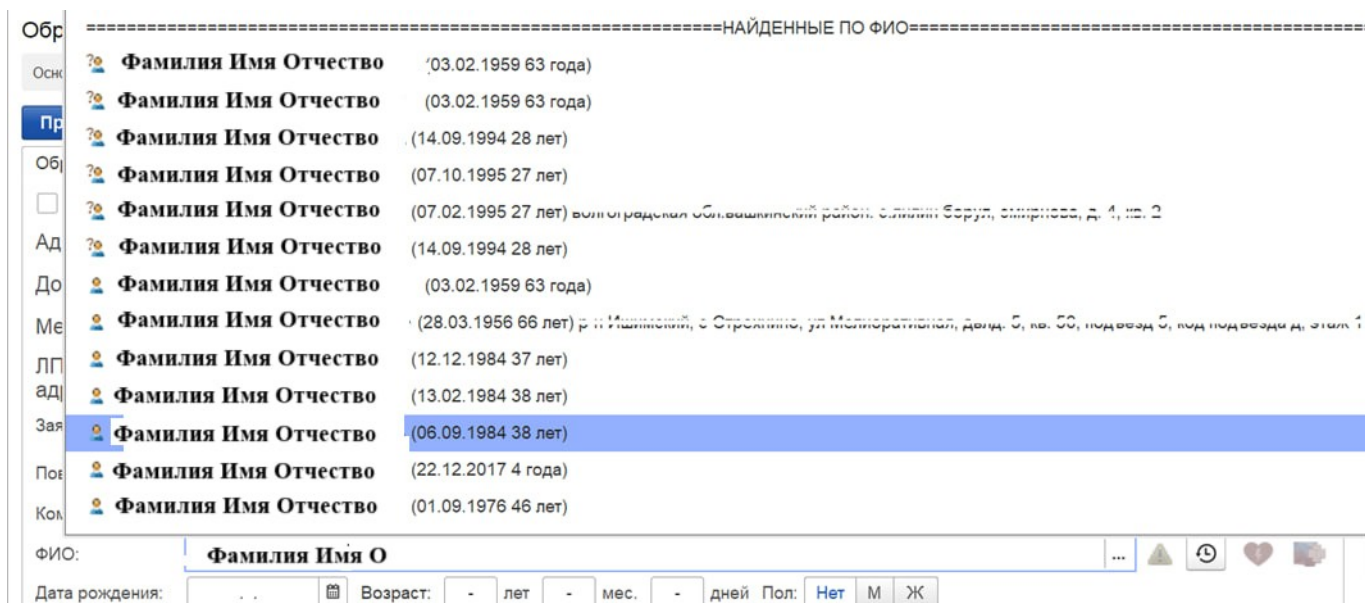 Обр
=====НАЙДЕННЫЕ ПО ФИО=====
Осно
Фамилия Имя Отчество (03.02.1959 63 года)
Фамилия Имя Отчество (03.02.1959 63 года)
Пр
Фамилия Имя Отчество (14.09.1994 28 лет)
Фамилия Имя Отчество (07.10.1995 27 лет)
Фамилия Имя Отчество (07.02.1995 27 лет)
Ад
Фамилия Имя Отчество (14.09.1994 28 лет)
До
Фамилия Имя Отчество (03.02.1959 63 года)
Ме
Фамилия Имя Отчество (28.03.1956 66 лет)
ЛП
Фамилия Имя Отчество (12.12.1984 37 лет)
Фамилия Имя Отчество (13.02.1984 38 лет)
Зая
Фамилия Имя Отчество (06.09.1984 38 лет)
Пов
Фамилия Имя Отчество (22.12.2017 4 года)
Ком
Фамилия Имя Отчество (01.09.1976 46 лет)
ФИО: Фамилия Имя О ...
Дата рождения: . . Возраст: - лет - мес. - дней Пол: Нет М Ж